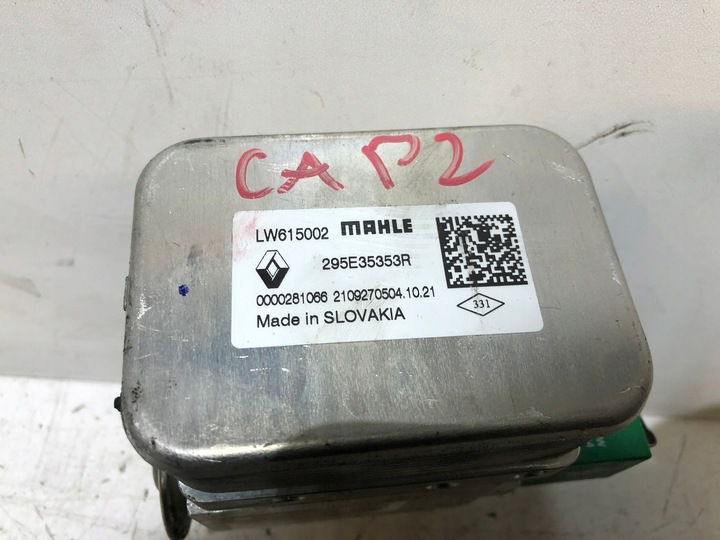 CAP2
LW615002 MAHLE
295E35353R
0000281066 2109270504.10.21
331
Made in SLOVAKIA